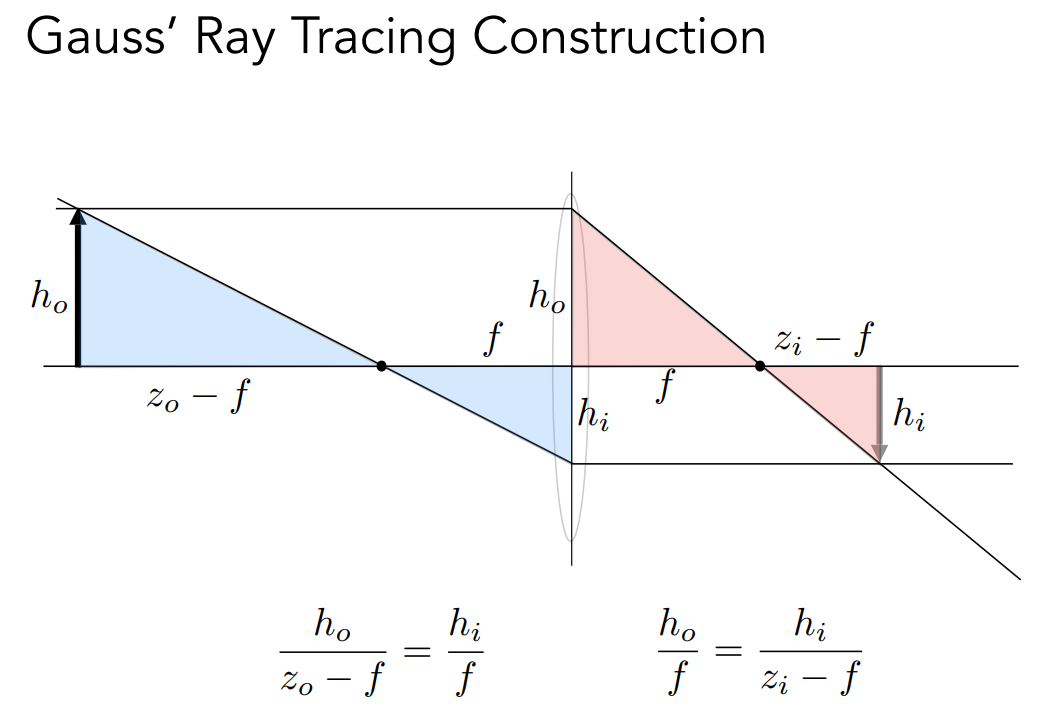 Gauss’ Ray Tracing Construction
h_o
h_o
f
z_i − f
z_o − f
f
h_i
h_i
h_o / (z_o − f) = h_i / f
h_o / f = h_i / (z_i − f)